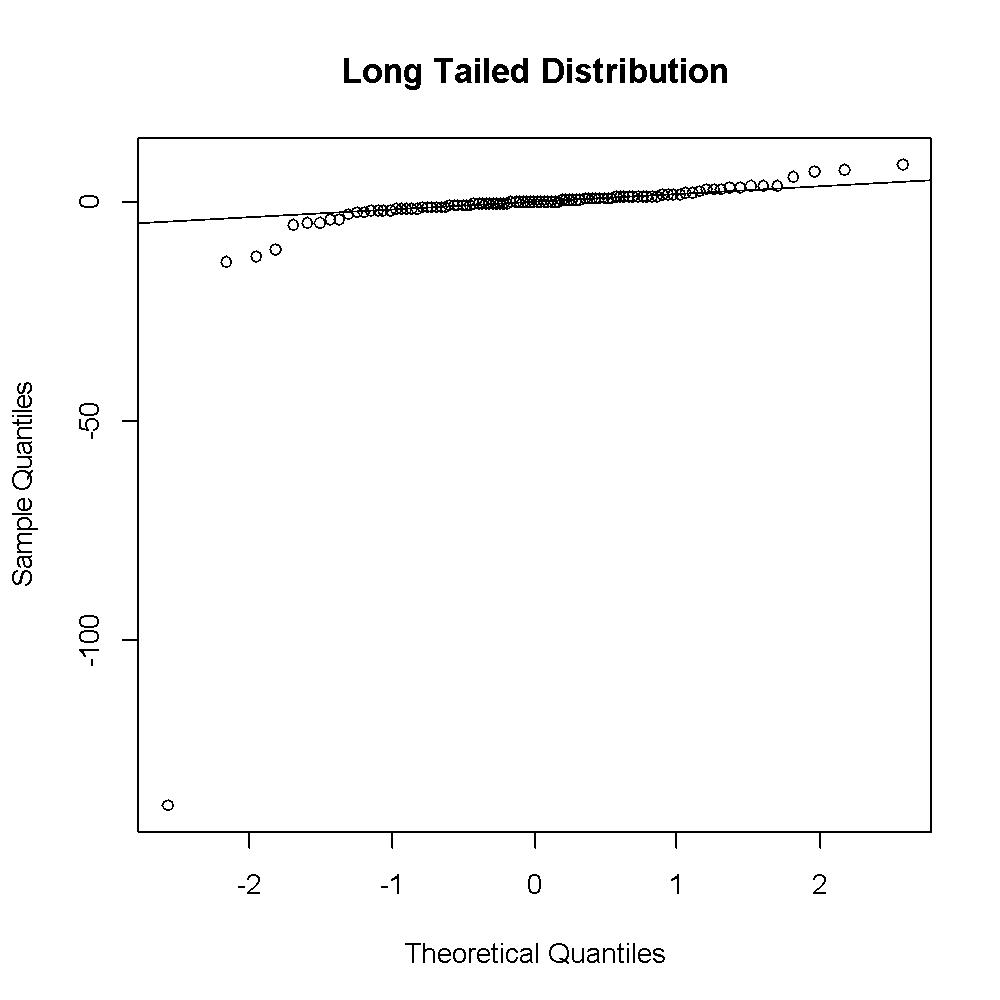 Long Tailed Distribution
0
-50
-100
Sample Quantiles
-2
-1
0
1
2
Theoretical Quantiles